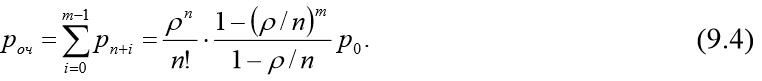 p_{оч} = \sum_{i=0}^{m-1} p_{n+i} = \frac{\rho^n}{n!} \cdot \frac{1-(\rho/n)^m}{1-\rho/n} p_0. (9.4)